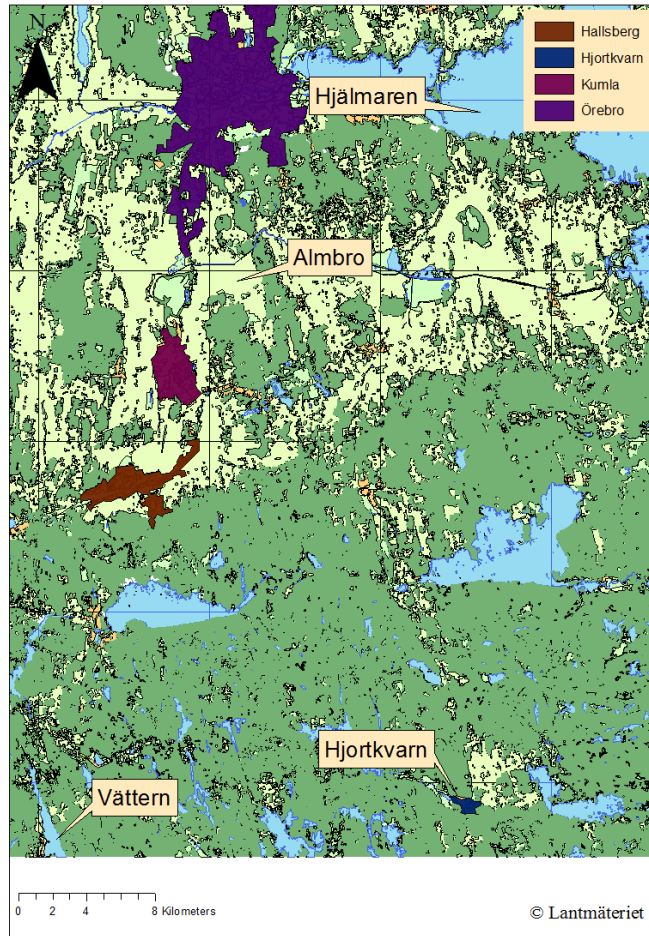 N
Hallsberg
Hjortkvarn
Kumla
Örebro
Hjälmaren
Almbro
Hjortkvarn
Vättern
0 2 4 8 Kilometers
© Lantmäteriet